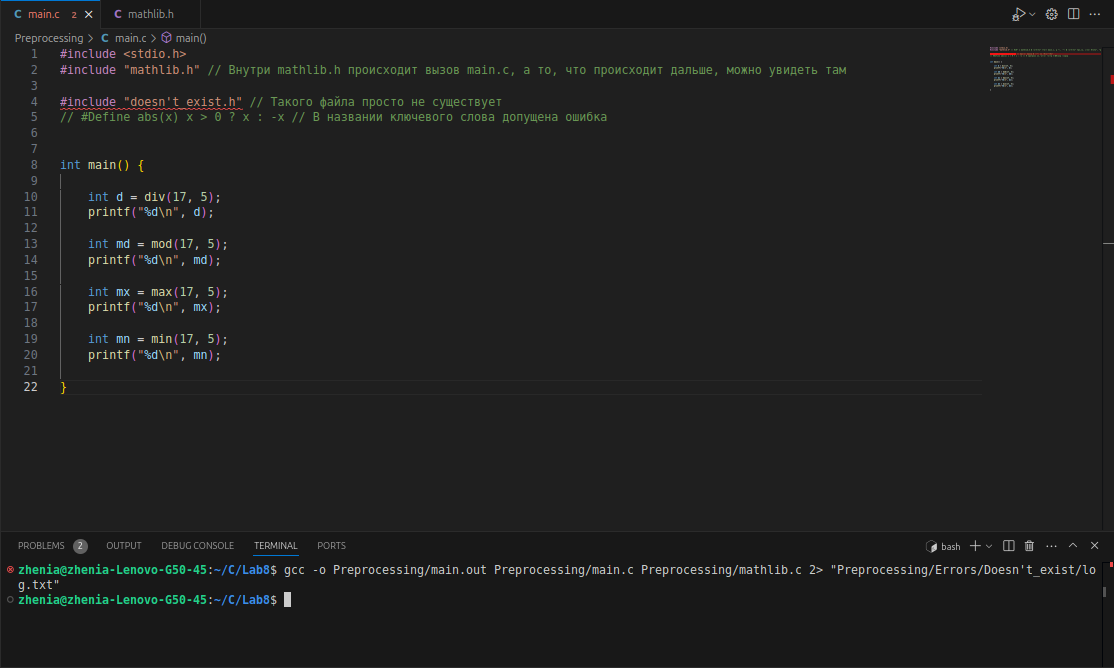 C main.c 2 × C mathlib.h
Preprocessing > C main.c > main()
1 #include <stdio.h>
2 #include "mathlib.h" // Внутри mathlib.h происходит вызов main.c, а то, что происходит дальше, можно увидеть там
3
4 #include "doesn't_exist.h" // Такого файла просто не существует
5 // #Define abs(x) x > 0 ? x : -x // В названии ключевого слова допущена ошибка
6
7
8 int main() {
9
10 int d = div(17, 5);
11 printf("%d\n", d);
12
13 int md = mod(17, 5);
14 printf("%d\n", md);
15
16 int mx = max(17, 5);
17 printf("%d\n", mx);
18
19 int mn = min(17, 5);
20 printf("%d\n", mn);
21
22 }
PROBLEMS 2 OUTPUT DEBUG CONSOLE TERMINAL PORTS bash
zhenia@zhenia-Lenovo-G50-45:~/C/Lab8$ gcc -o Preprocessing/main.out Preprocessing/main.c Preprocessing/mathlib.c 2> "Preprocessing/Errors/Doesn't_exist/lo
g.txt"
zhenia@zhenia-Lenovo-G50-45:~/C/Lab8$